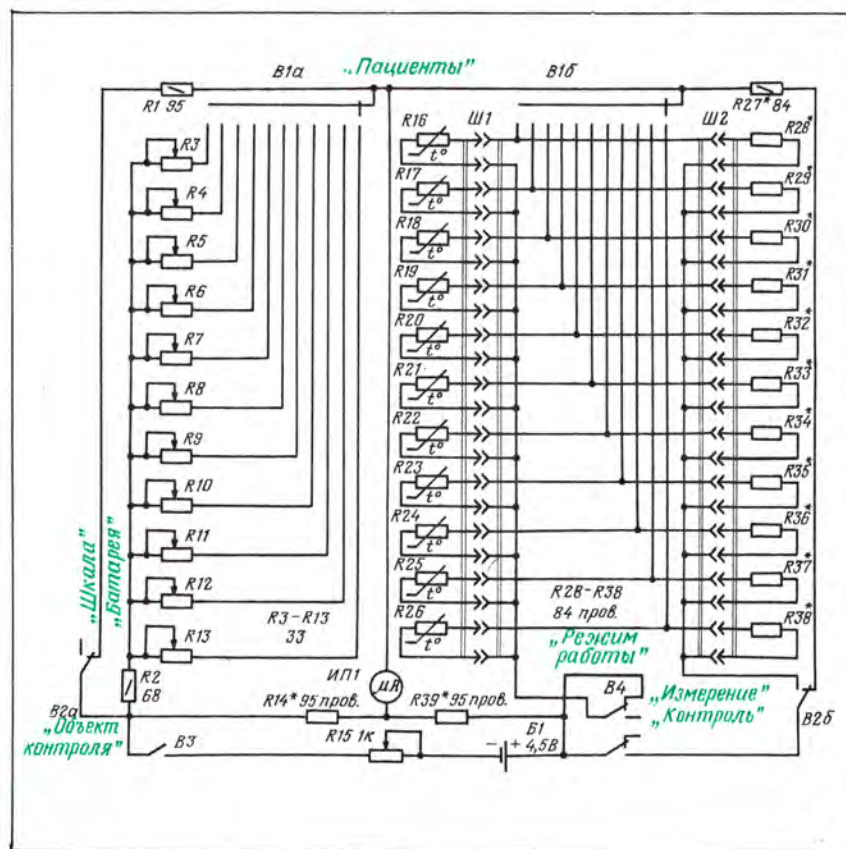 В1а
„Пациенты"
В1б
R1 95
R27* 84
R3
R4
R5
R6
R7
R8
R9
R10
R11
R12
R13
R3–R13
33
„Шкала"
„Батарея"
R2
68
В2а
„Объект
контроля"
В3
R16
t°
R17
t°
R18
t°
R19
t°
R20
t°
R21
t°
R22
t°
R23
t°
R24
t°
R25
t°
R26
t°
Ш1
Ш2
R28*
R29*
R30*
R31*
R32*
R33*
R34*
R35*
R36*
R37*
R38*
R28–R38
84 пров.
„Режим
работы"
ИП1
μА
R14* 95 пров.
R39* 95 пров.
R15 1к
Б1
– + 4,5В
В4
„Измерение"
„Контроль"
В2б